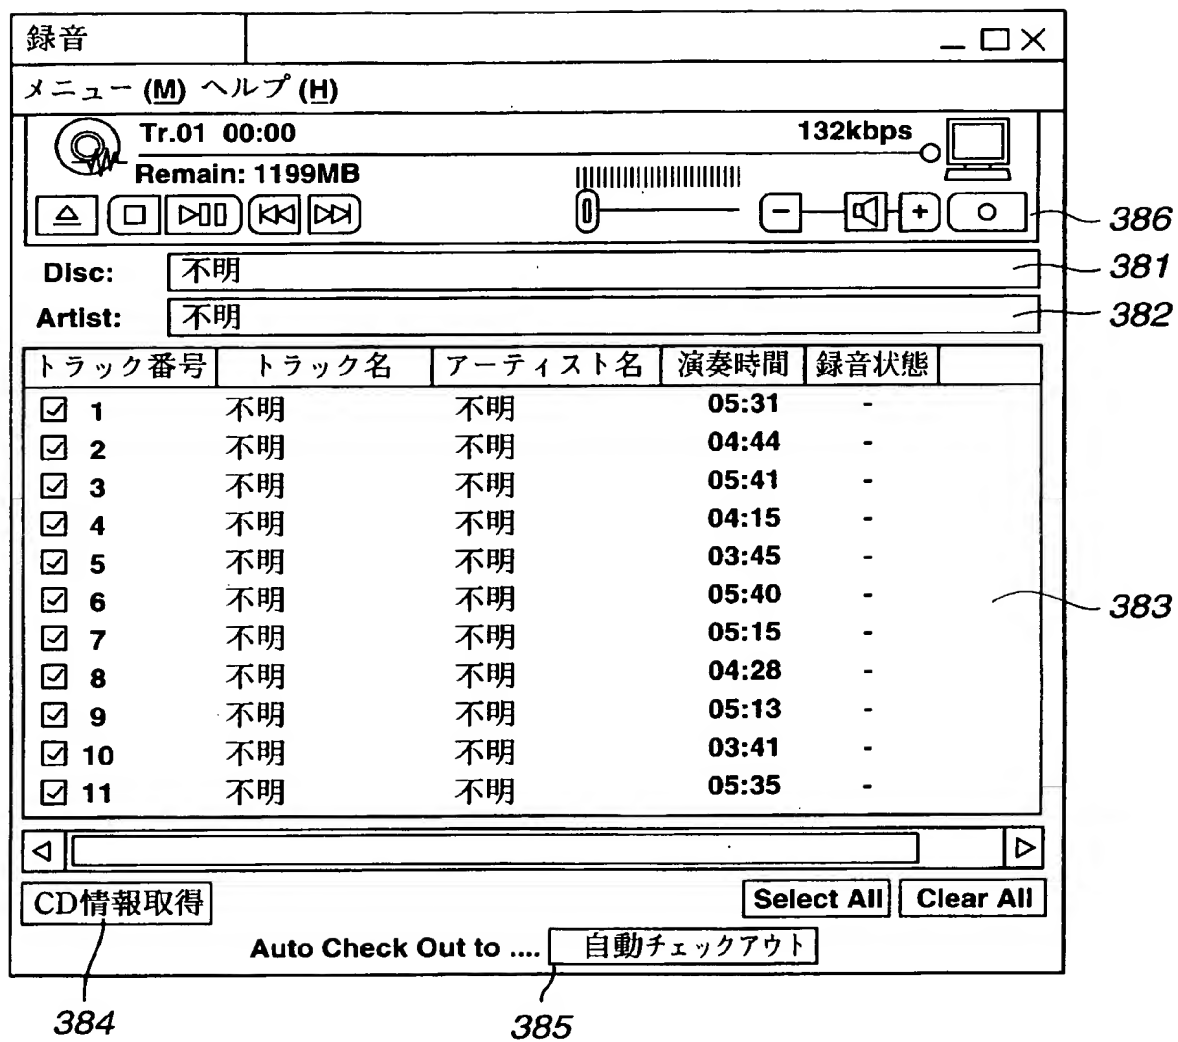 録音
メニュー (M) ヘルプ (H)
Tr.01 00:00 132kbps
Remain: 1199MB
386
Disc: 不明 381
Artist: 不明 382
トラック番号 トラック名 アーティスト名 演奏時間 録音状態
1 不明 不明 05:31 -
2 不明 不明 04:44 -
3 不明 不明 05:41 -
4 不明 不明 04:15 -
5 不明 不明 03:45 -
6 不明 不明 05:40 -
383
7 不明 不明 05:15 -
8 不明 不明 04:28 -
9 不明 不明 05:13 -
10 不明 不明 03:41 -
11 不明 不明 05:35 -
CD情報取得 Select All Clear All
Auto Check Out to .... 自動チェックアウト
384 385